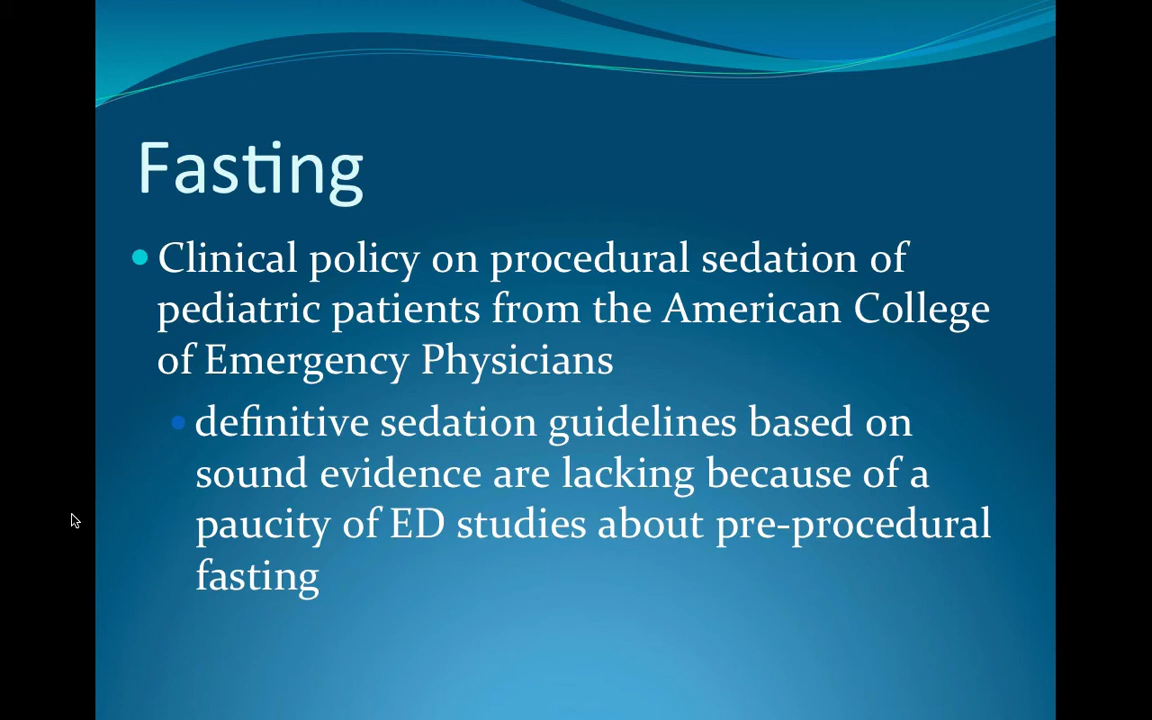 Fasting
Clinical policy on procedural sedation of
pediatric patients from the American College
of Emergency Physicians
definitive sedation guidelines based on
sound evidence are lacking because of a
paucity of ED studies about pre-procedural
fasting